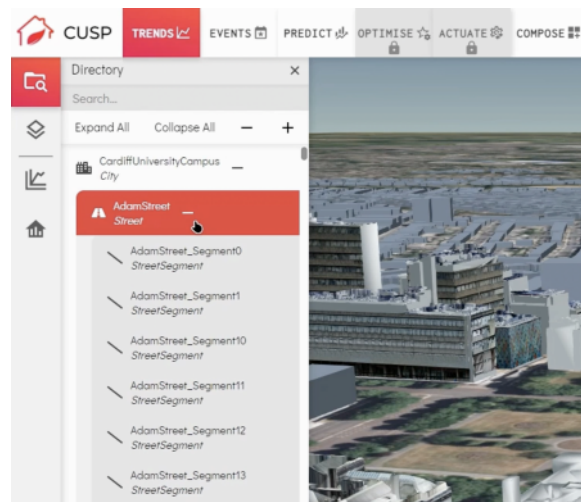 CUSP
TRENDS
EVENTS
PREDICT
OPTIMISE
ACTUATE
COMPOSE
Directory
Search...
Expand All
Collapse All
CardiffUniversityCampus
City
AdamStreet
Street
AdamStreet_Segment0
StreetSegment
AdamStreet_Segment1
StreetSegment
AdamStreet_Segment10
StreetSegment
AdamStreet_Segment11
StreetSegment
AdamStreet_Segment12
StreetSegment
AdamStreet_Segment13
StreetSegment